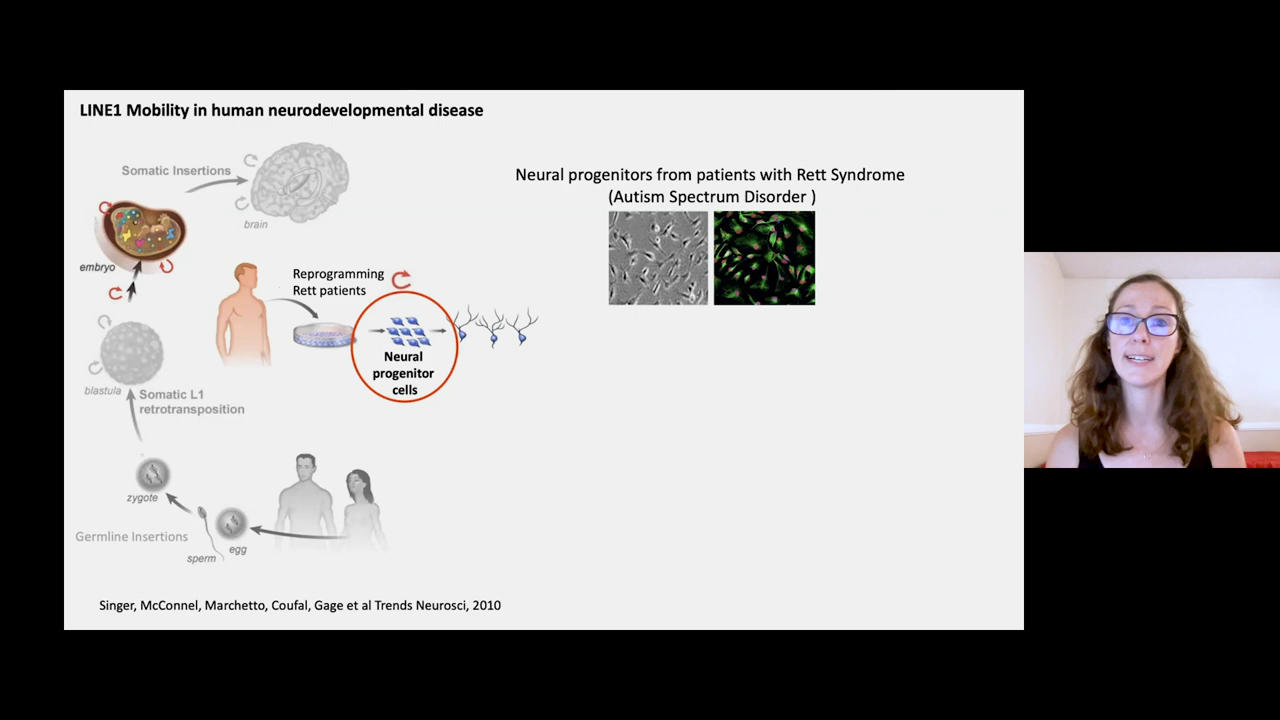 LINE1 Mobility in human neurodevelopmental disease
Somatic Insertions
brain
embryo
Reprogramming
Rett patients
Neural
progenitor
cells
blastula
Somatic L1
retrotransposition
zygote
Germline Insertions
sperm
egg
Neural progenitors from patients with Rett Syndrome
(Autism Spectrum Disorder )
Singer, McConnel, Marchetto, Coufal, Gage et al Trends Neurosci, 2010